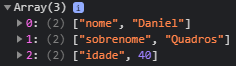 ▼ Array(3) i
▶ 0: (2) ["nome", "Daniel"]
▶ 1: (2) ["sobrenome", "Quadros"]
▶ 2: (2) ["idade", 40]